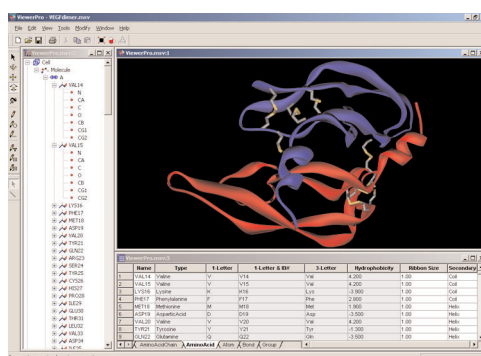 ViewerPro - VEGFdimer.msv
File Edit View Tools Modify Window Help
ViewerPro.msv:1
Cell
Molecule
A
VAL14
N
CA
C
O
CB
CG1
CG2
VAL15
N
CA
C
O
CB
CG1
CG2
LYS16
PHE17
MET18
ASP19
VAL20
TYR21
GLN22
ARG23
SER24
TYR25
CYS26
HIS27
PRO28
ILE29
GLU30
THR31
LEU32
VAL33
ASP34
Name Type 1-Letter 1-Letter & ID# 3-Letter Hydrophobicity Ribbon Size Secondary
1 VAL14 Valine V V14 Val 4.200 1.00 Coil
2 VAL15 Valine V V15 Val 4.200 1.00 Coil
3 LYS16 Lysine K K16 Lys -3.900 1.00 Coil
4 PHE17 Phenylalanine F F17 Phe 2.800 1.00 Helix
5 MET18 Methionine M M18 Met 1.900 1.00 Helix
6 ASP19 AsparticAcid D D19 Asp -3.500 1.00 Helix
7 VAL20 Valine V V20 Val 4.200 1.00 Helix
8 TYR21 Tyrosine Y Y21 Tyr -1.300 1.00 Helix
9 GLN22 Glutamine Q Q22 Gln -3.500 1.00 Helix
AminoAcidChain AminoAcid Atom Bond Group